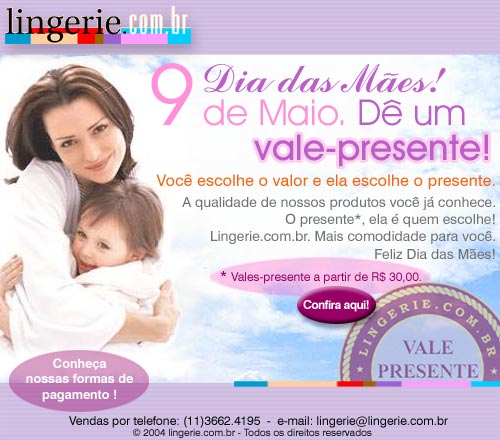 lingerie.com.br
9 Dia das Mães!
de Maio. Dê um
vale-presente!
Você escolhe o valor e ela escolhe o presente.
A qualidade de nossos produtos você já conhece.
O presente*, ela é quem escolhe!
Lingerie.com.br. Mais comodidade para você.
Feliz Dia das Mães!
* Vales-presente a partir de R$ 30,00.
Confira aqui!
LINGERIE.COM.BR
VALE
PRESENTE
Conheça
nossas formas de
pagamento !
Vendas por telefone: (11)3662.4195 - e-mail: lingerie@lingerie.com.br
© 2004 lingerie.com.br - Todos os direitos reservados